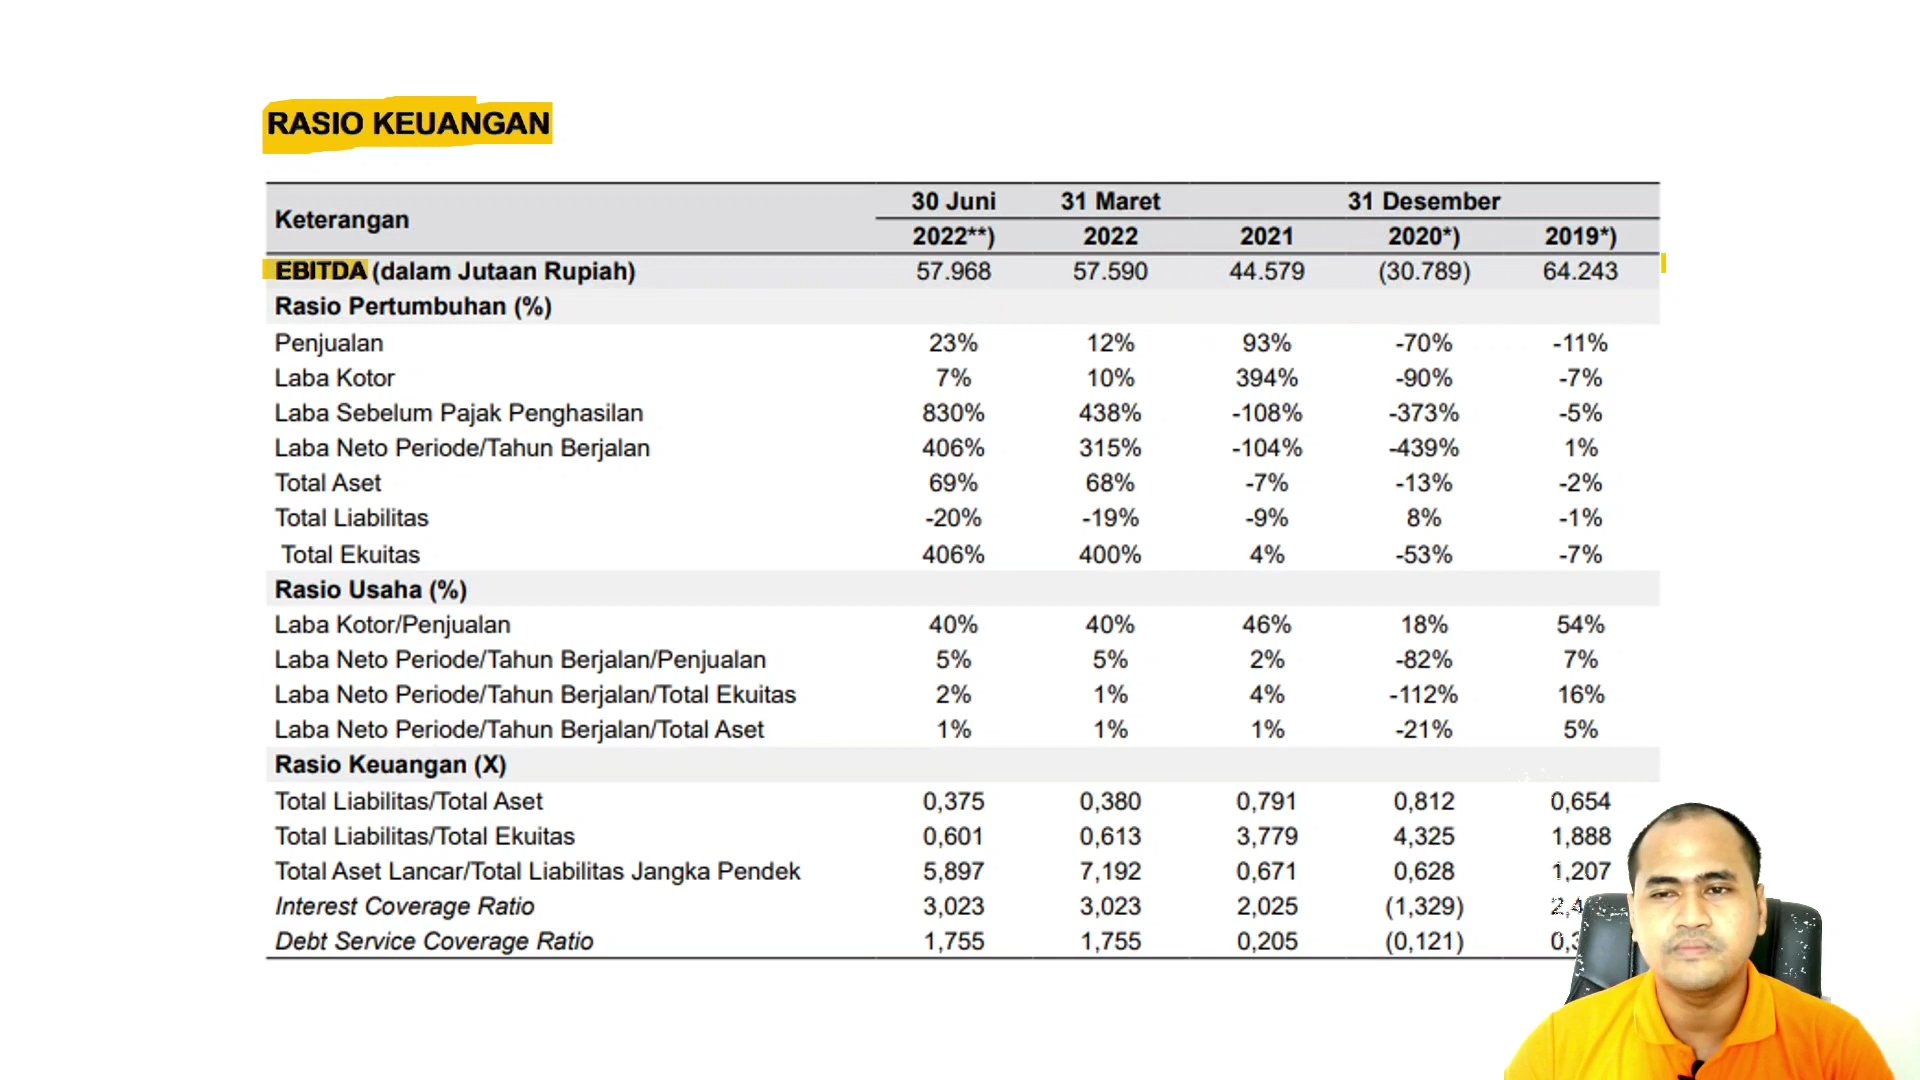 RASIO KEUANGAN
Keterangan 30 Juni 31 Maret 31 Desember
2022**) 2022 2021 2020*) 2019*)
EBITDA (dalam Jutaan Rupiah) 57.968 57.590 44.579 (30.789) 64.243
Rasio Pertumbuhan (%)
Penjualan 23% 12% 93% -70% -11%
Laba Kotor 7% 10% 394% -90% -7%
Laba Sebelum Pajak Penghasilan 830% 438% -108% -373% -5%
Laba Neto Periode/Tahun Berjalan 406% 315% -104% -439% 1%
Total Aset 69% 68% -7% -13% -2%
Total Liabilitas -20% -19% -9% 8% -1%
Total Ekuitas 406% 400% 4% -53% -7%
Rasio Usaha (%)
Laba Kotor/Penjualan 40% 40% 46% 18% 54%
Laba Neto Periode/Tahun Berjalan/Penjualan 5% 5% 2% -82% 7%
Laba Neto Periode/Tahun Berjalan/Total Ekuitas 2% 1% 4% -112% 16%
Laba Neto Periode/Tahun Berjalan/Total Aset 1% 1% 1% -21% 5%
Rasio Keuangan (X)
Total Liabilitas/Total Aset 0,375 0,380 0,791 0,812 0,654
Total Liabilitas/Total Ekuitas 0,601 0,613 3,779 4,325 1,888
Total Aset Lancar/Total Liabilitas Jangka Pendek 5,897 7,192 0,671 0,628 1,207
Interest Coverage Ratio 3,023 3,023 2,025 (1,329)
Debt Service Coverage Ratio 1,755 1,755 0,205 (0,121)